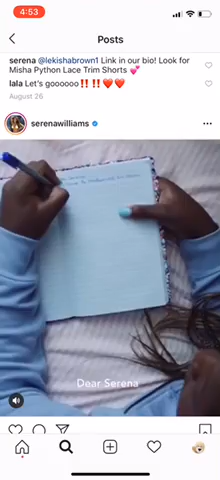 4:53
Posts
serena @lekishabrown1 Link in our bio! Look for
Misha Python Lace Trim Shorts 💕
lala Let's goooooo‼️‼️❤️❤️
August 26
serenawilliams
Dear Serena